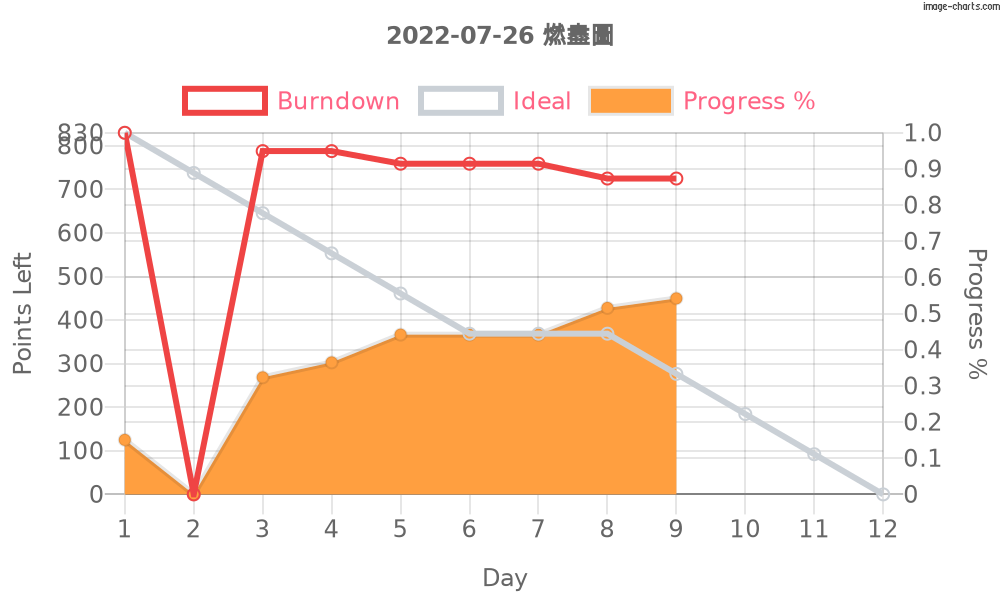 image-charts.com
2022-07-26 燃盡圖
Burndown Ideal Progress %
830 1.0
800
0.9
700
0.8
600
0.7
500 0.6
400 0.5
0.4
300
0.3
200
0.2
100 0.1
0 0
Points Left
Progress %
1 2 3 4 5 6 7 8 9 10 11 12
Day